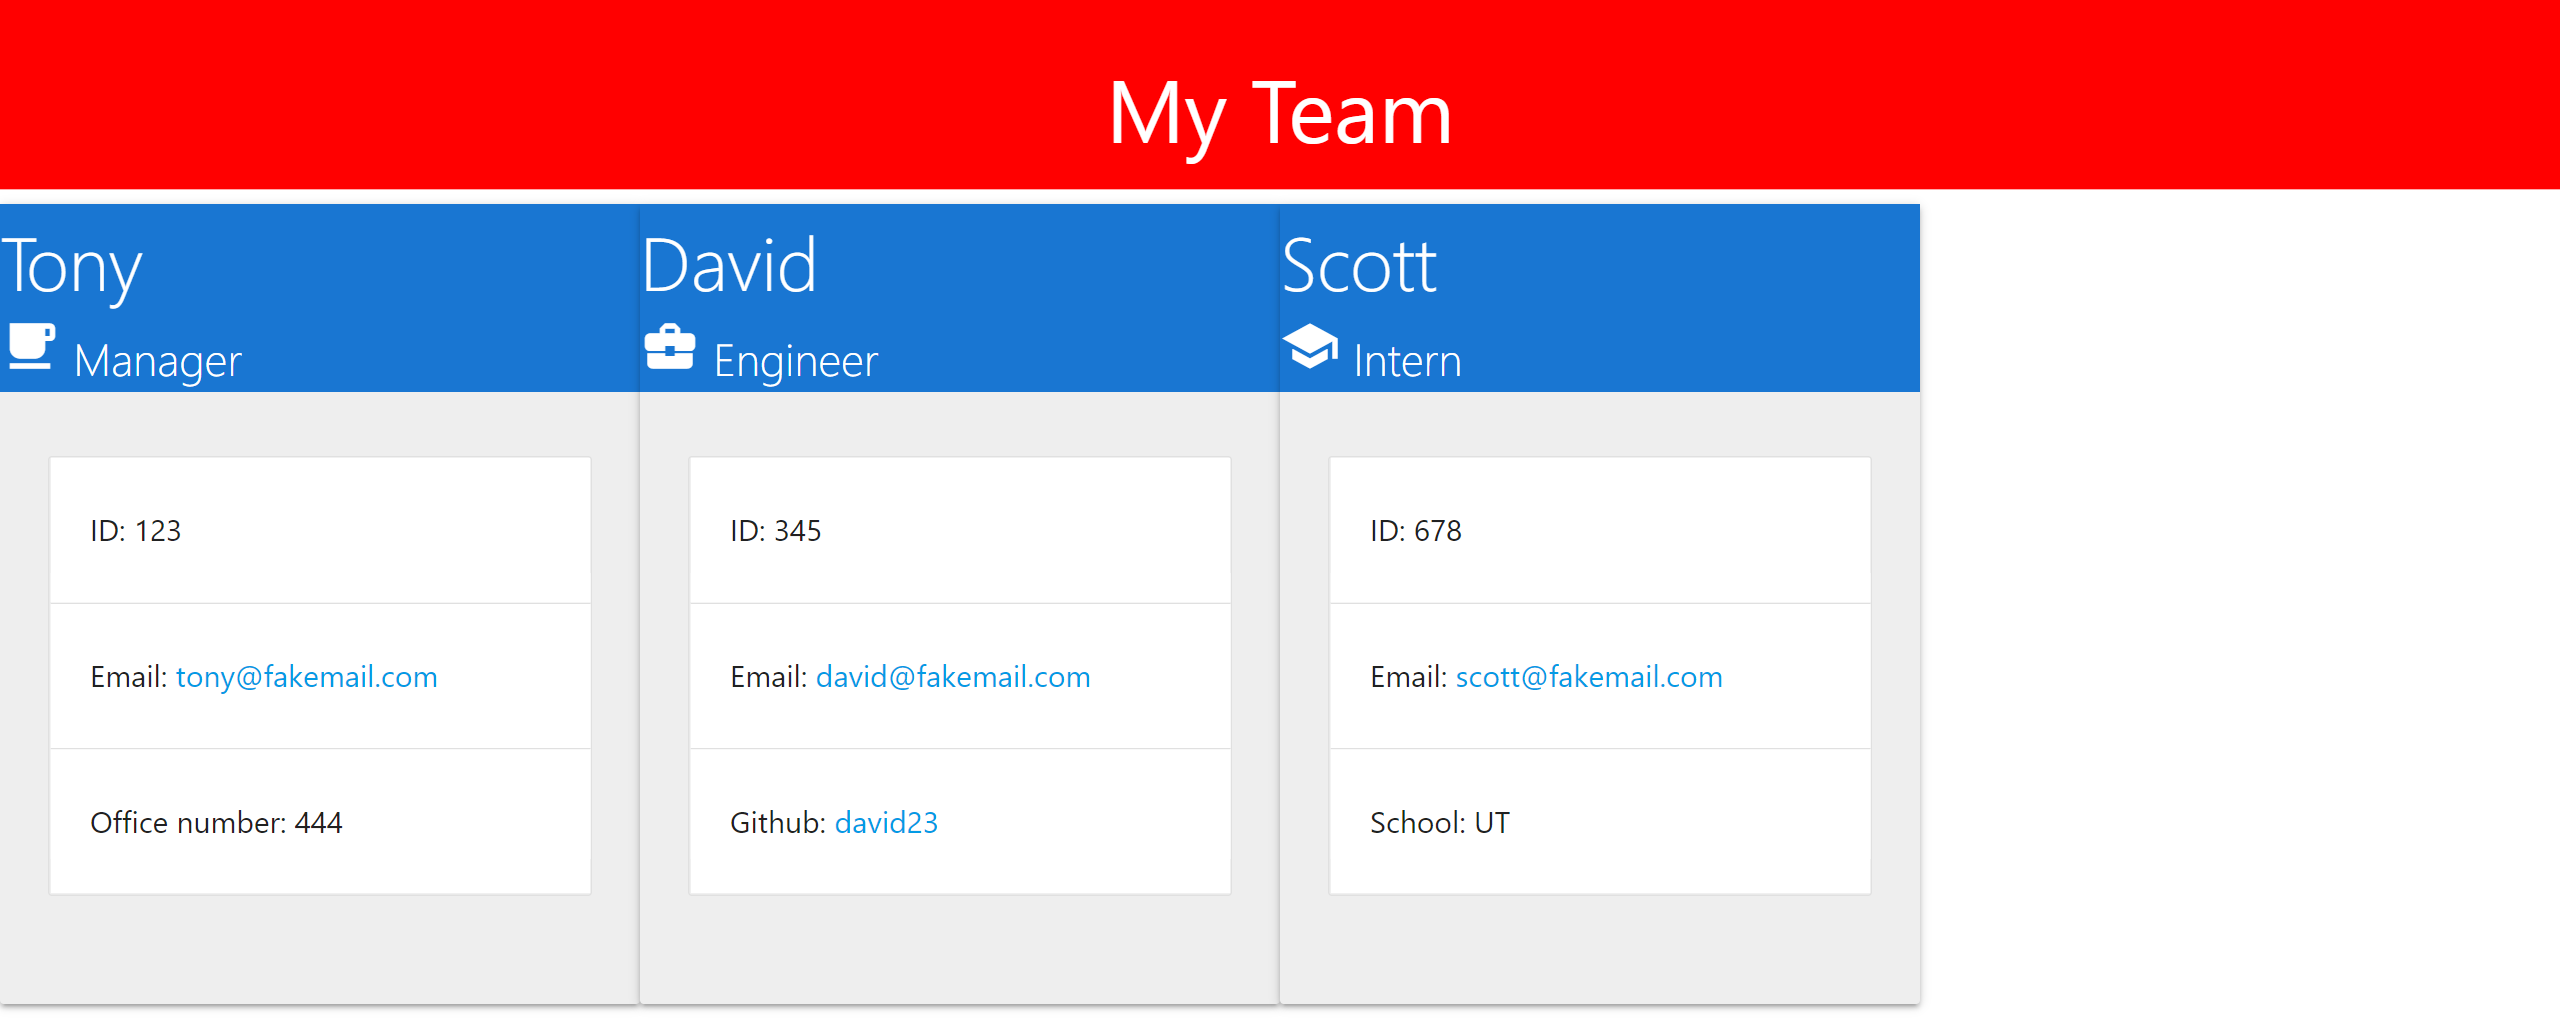 My Team
Tony
Manager
ID: 123
Email: tony@fakemail.com
Office number: 444
David
Engineer
ID: 345
Email: david@fakemail.com
Github: david23
Scott
Intern
ID: 678
Email: scott@fakemail.com
School: UT